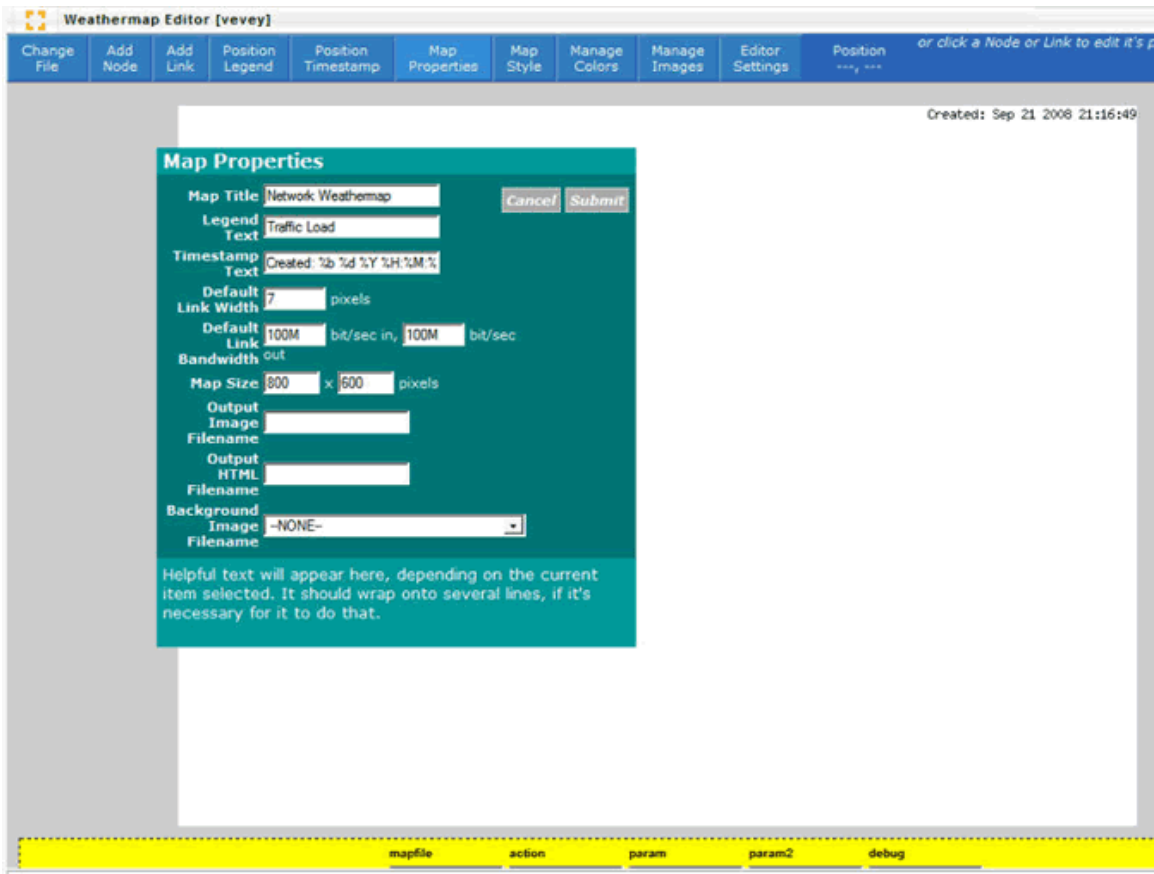 Weathermap Editor [vevey]
Change File
Add Node
Add Link
Position Legend
Position Timestamp
Map Properties
Map Style
Manage Colors
Manage Images
Editor Settings
Position ---, ---
or click a Node or Link to edit it's p
Created: Sep 21 2008 21:16:49
Map Properties
Map Title Network Weathermap
Cancel Submit
Legend Text Traffic Load
Timestamp Text Created: %b %d %Y %H:%M:%
Default Link Width 7 pixels
Default Link Bandwidth 100M bit/sec in, 100M bit/sec out
Map Size 800 x 600 pixels
Output Image Filename
Output HTML Filename
Background Image Filename --NONE--
Helpful text will appear here, depending on the current
item selected. It should wrap onto several lines, if it's
necessary for it to do that.
mapfile action param param2 debug